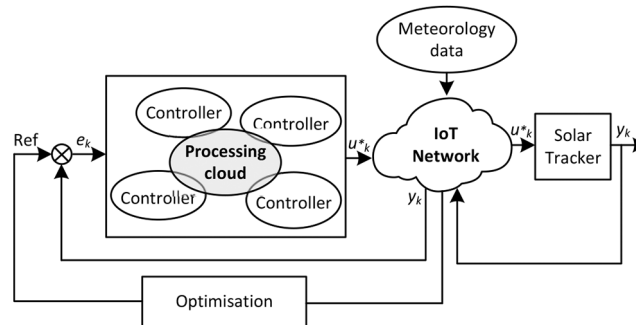 Meteorology
data
Controller
Controller
Ref
e_k
Processing
cloud
u*_k
IoT
Network
u*_k
Solar
Tracker
y_k
Controller
Controller
y_k
Optimisation